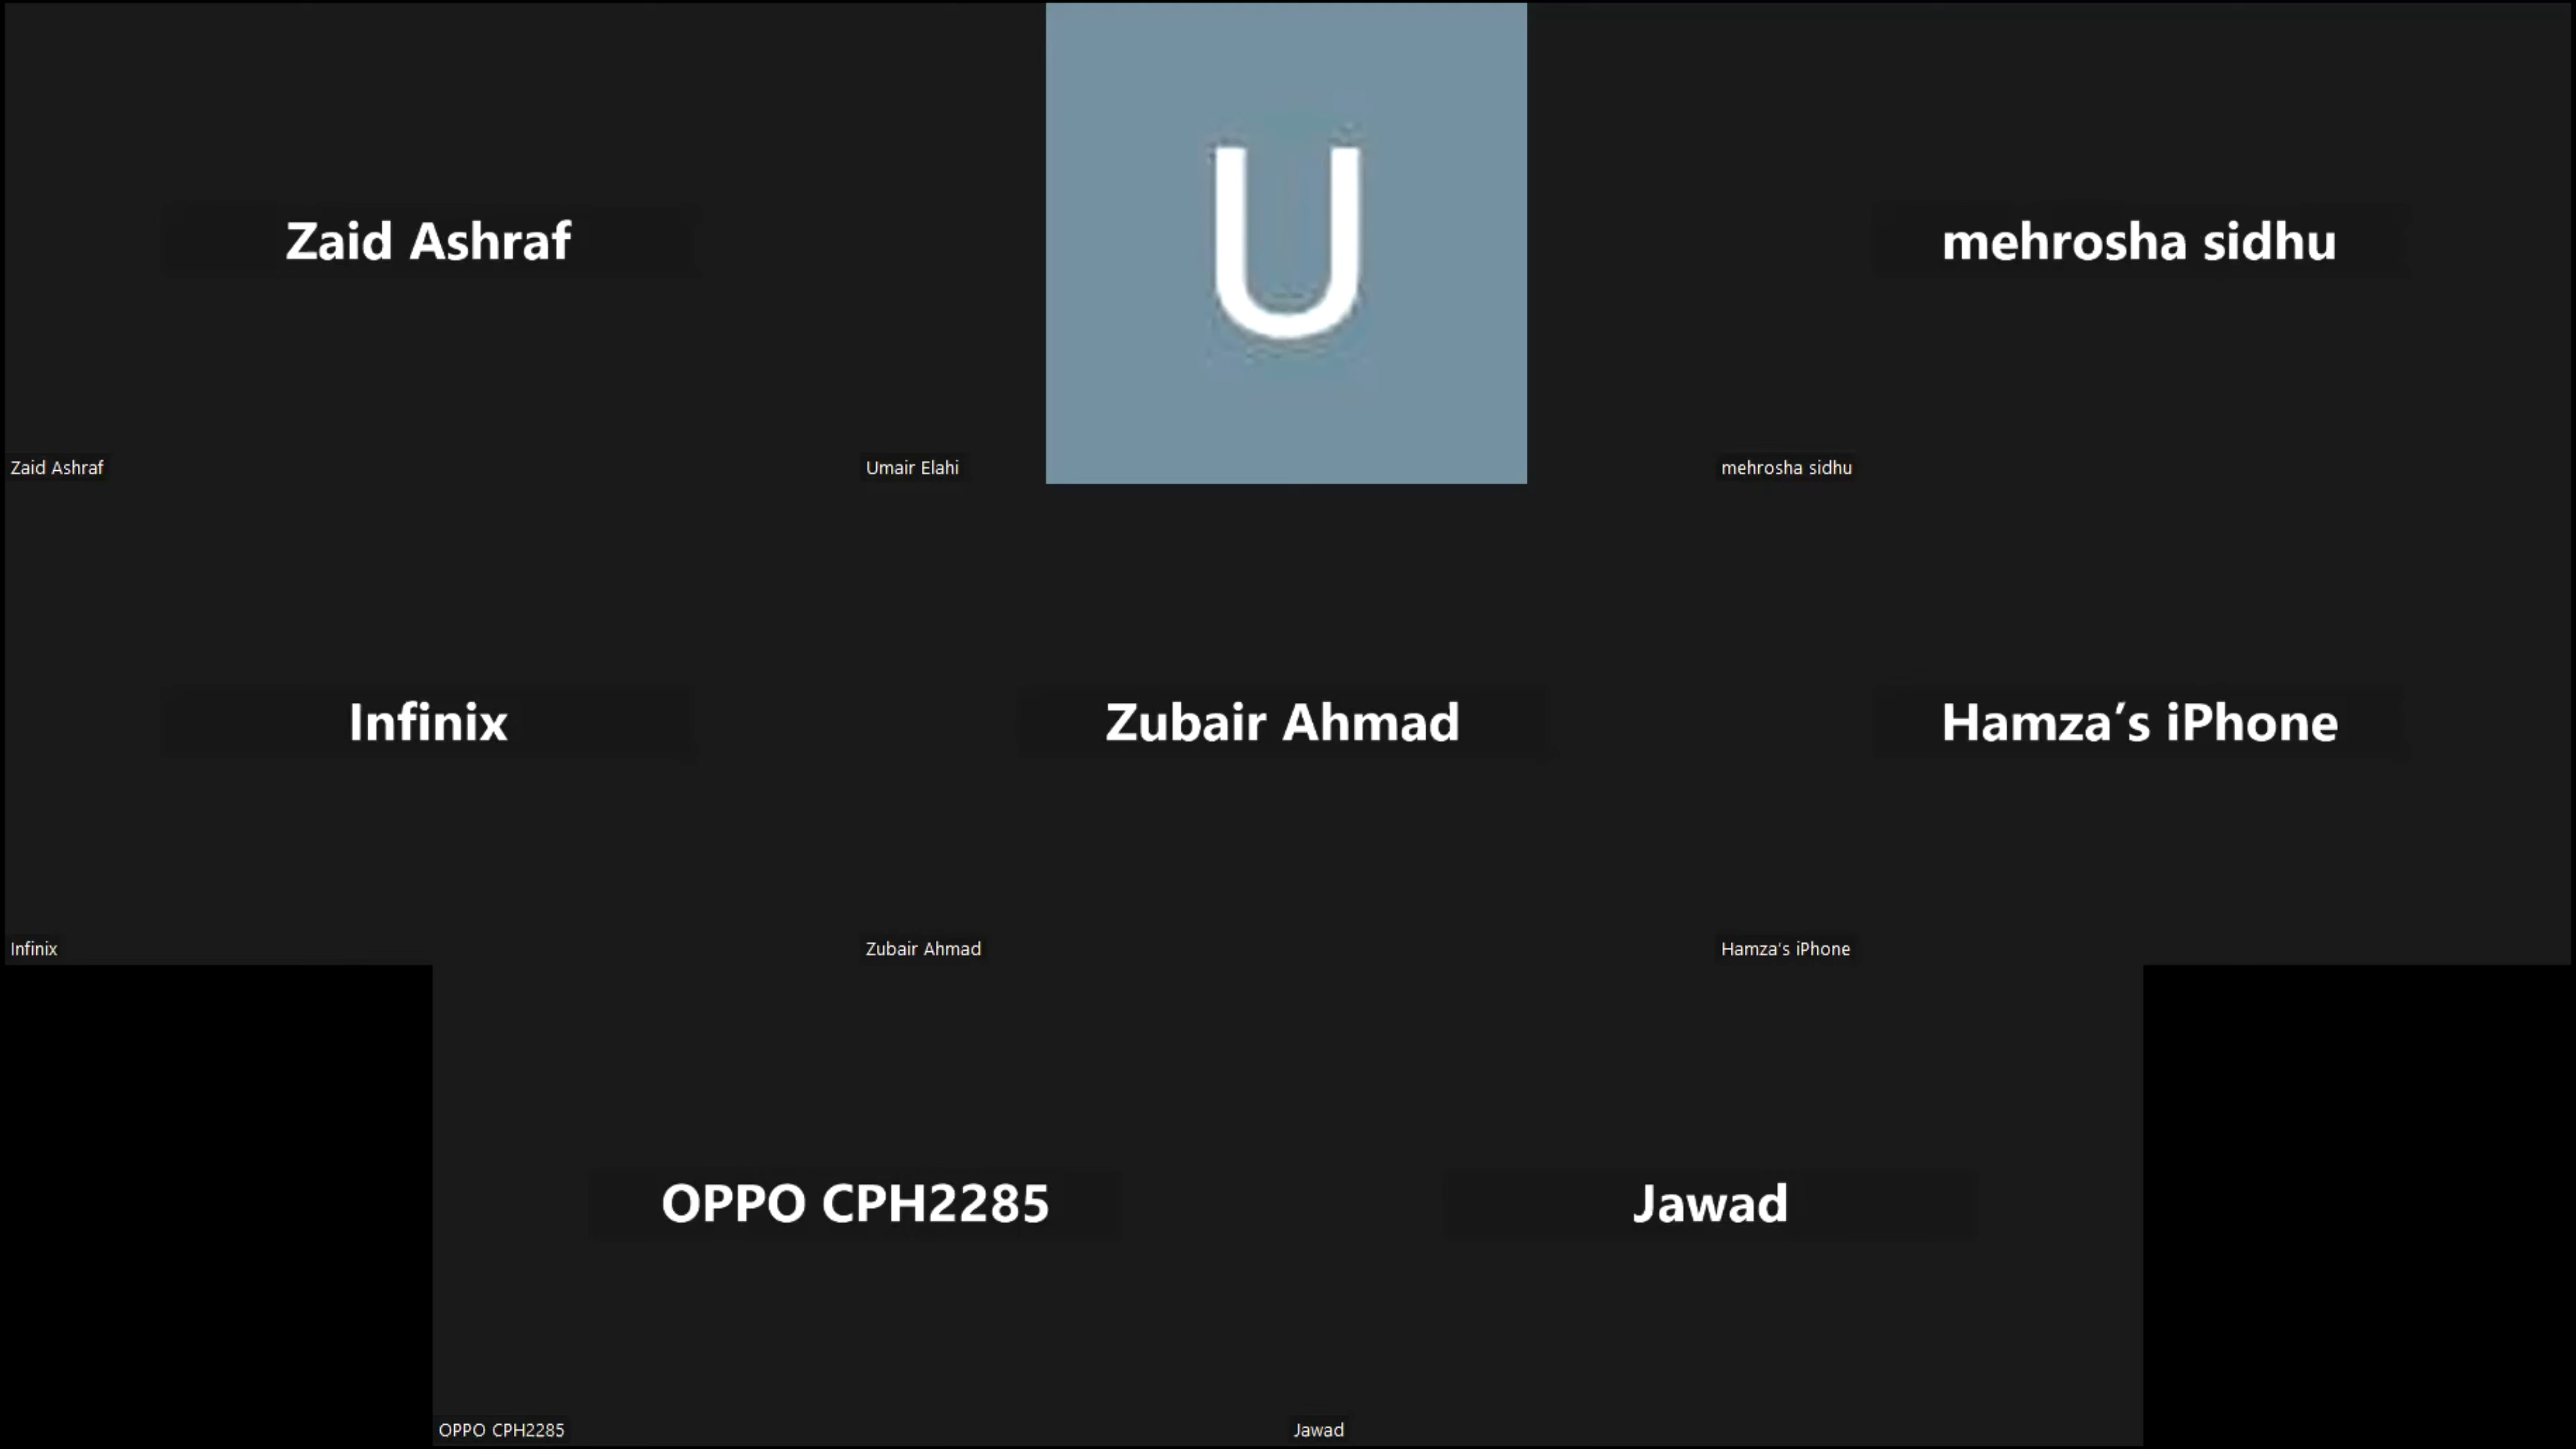 Zaid Ashraf
U
mehrosha sidhu
Zaid Ashraf
Umair Elahi
mehrosha sidhu
Infinix
Zubair Ahmad
Hamza’s iPhone
Infinix
Zubair Ahmad
Hamza's iPhone
OPPO CPH2285
Jawad
OPPO CPH2285
Jawad